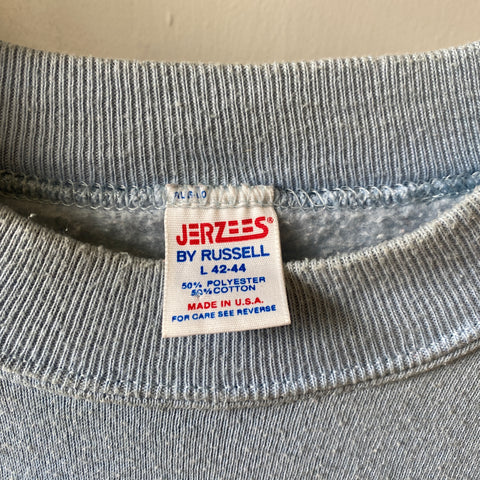 JERZEES®
BY RUSSELL
L 42-44
50% POLYESTER
50% COTTON
MADE IN U.S.A.
FOR CARE SEE REVERSE